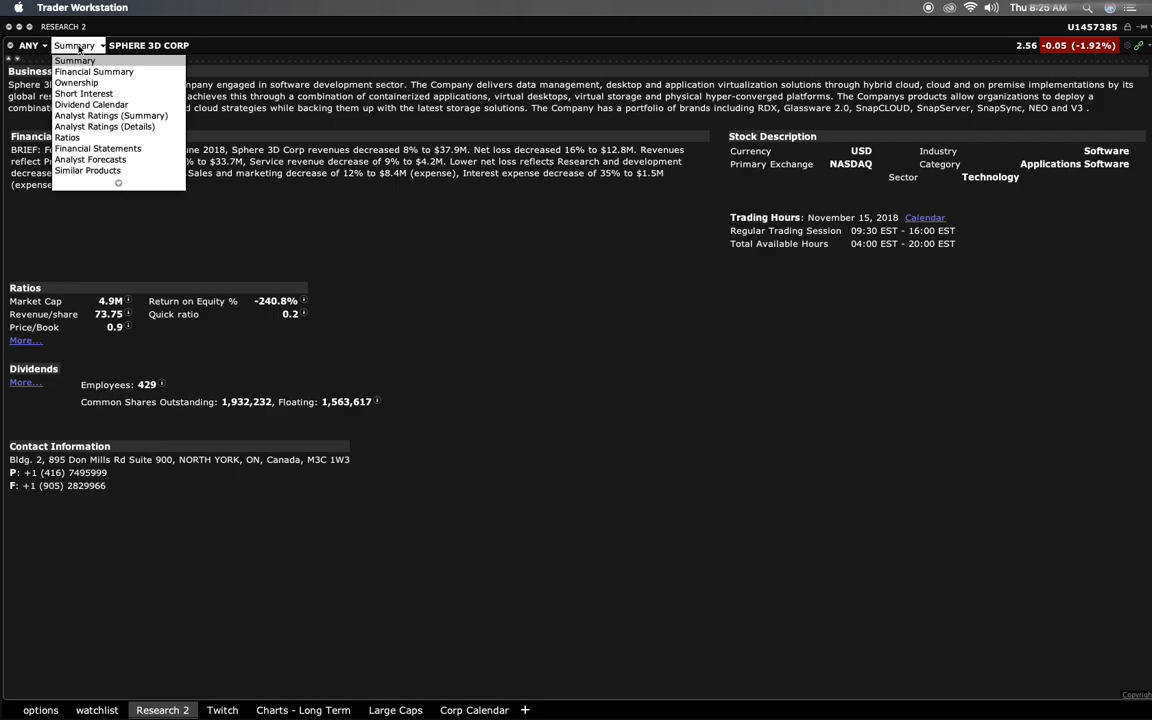 Trader Workstation
Thu 8:25 AM
RESEARCH 2
U1457385
ANY Summary SPHERE 3D CORP
2.56 -0.05 (-1.92%)
Summary
Financial Summary
Ownership
Short Interest
Dividend Calendar
Analyst Ratings (Summary)
Analyst Ratings (Details)
Ratios
Financial Statements
Analyst Forecasts
Similar Products
Business
Sphere 3 pany engaged in software development sector. The Company delivers data management, desktop and application virtualization solutions through hybrid cloud, cloud and on premise implementations by its
global res achieves this through a combination of containerized applications, virtual desktops, virtual storage and physical hyper-converged platforms. The Companys products allow organizations to deploy a
combinat d cloud strategies while backing them up with the latest storage solutions. The Company has a portfolio of brands including RDX, Glassware 2.0, SnapCLOUD, SnapServer, SnapSync, NEO and V3 .
Financia
BRIEF: Fo une 2018, Sphere 3D Corp revenues decreased 8% to $37.9M. Net loss decreased 16% to $12.8M. Revenues
reflect Pr % to $33.7M, Service revenue decrease of 9% to $4.2M. Lower net loss reflects Research and development
decrease Sales and marketing decrease of 12% to $8.4M (expense), Interest expense decrease of 35% to $1.5M
(expense
Stock Description
Currency USD Industry Software
Primary Exchange NASDAQ Category Applications Software
Sector Technology
Trading Hours: November 15, 2018 Calendar
Regular Trading Session 09:30 EST - 16:00 EST
Total Available Hours 04:00 EST - 20:00 EST
Ratios
Market Cap 4.9M Return on Equity % -240.8%
Revenue/share 73.75 Quick ratio 0.2
Price/Book 0.9
More...
Dividends
More...
Employees: 429
Common Shares Outstanding: 1,932,232, Floating: 1,563,617
Contact Information
Bldg. 2, 895 Don Mills Rd Suite 900, NORTH YORK, ON, Canada, M3C 1W3
P: +1 (416) 7495999
F: +1 (905) 2829966
Copyrigh
options watchlist Research 2 Twitch Charts - Long Term Large Caps Corp Calendar +